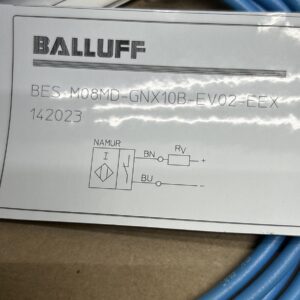 BALLUFF
BES M08MD-GNX10B-EV02-EEX
142023
NAMUR
I
BN
RV
+
BU
-